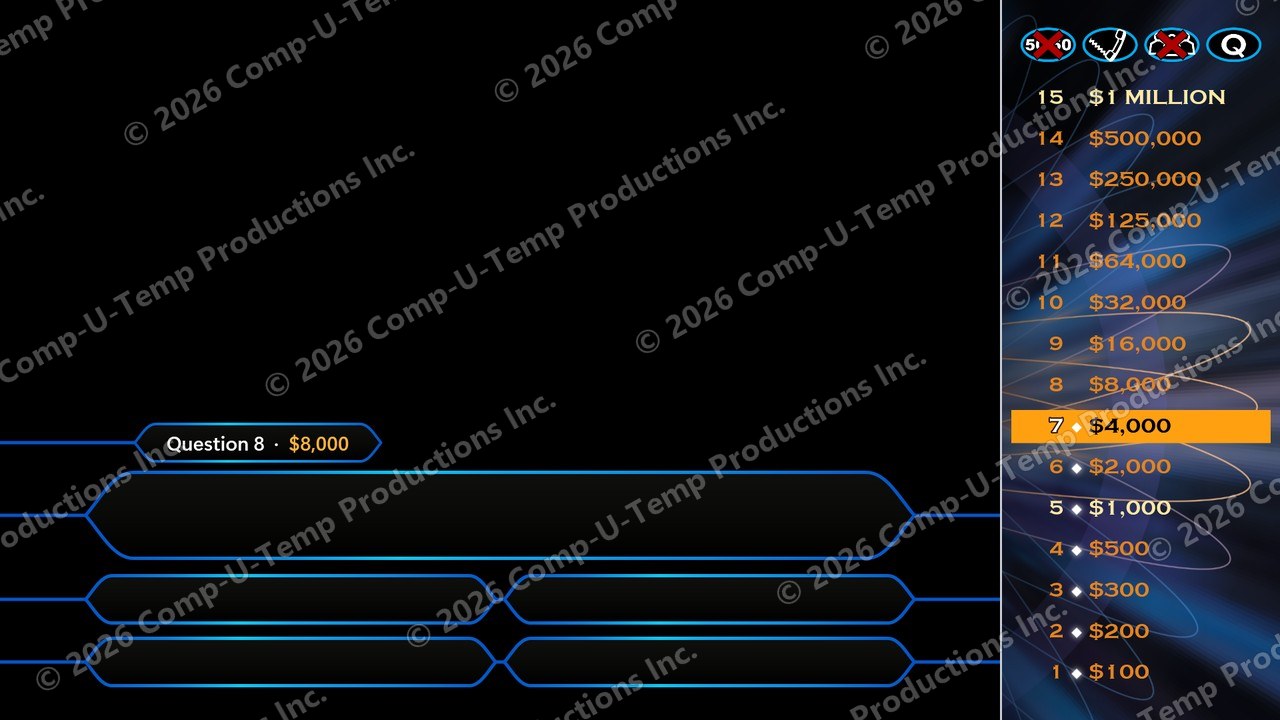 50:50
Q
15 $1 MILLION
14 $500,000
13 $250,000
12 $125,000
11 $64,000
10 $32,000
9 $16,000
8 $8,000
7 ◆ $4,000
6 ◆ $2,000
5 ◆ $1,000
4 ◆ $500
3 ◆ $300
2 ◆ $200
1 ◆ $100
Question 8 · $8,000
© 2026 Comp-U-Temp Productions Inc.